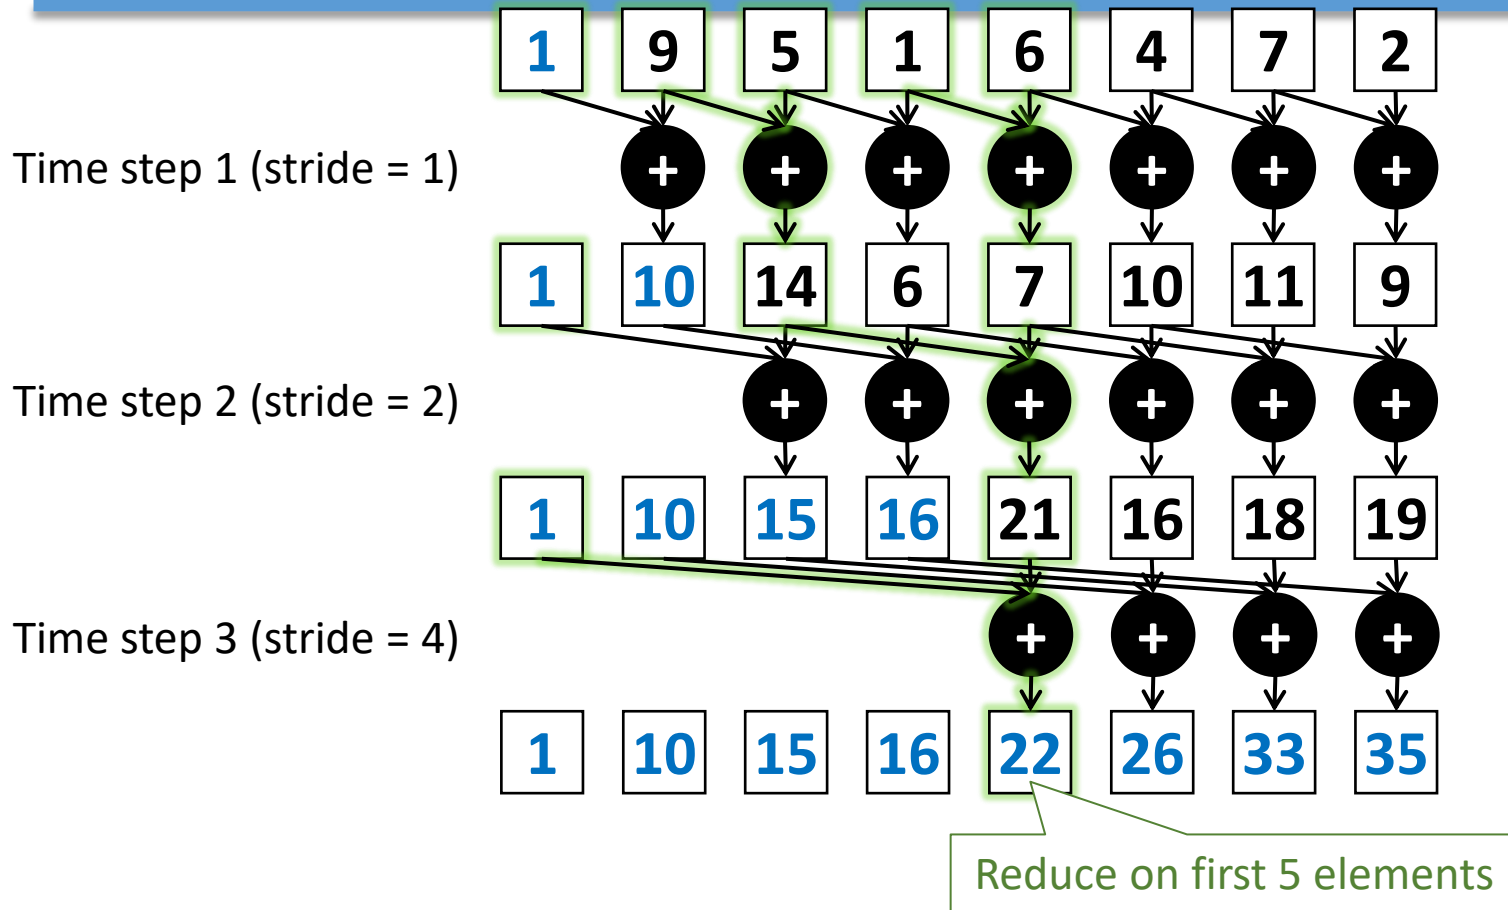 1 9 5 1 6 4 7 2
Time step 1 (stride = 1) + + + + + + +
1 10 14 6 7 10 11 9
Time step 2 (stride = 2) + + + + + +
1 10 15 16 21 16 18 19
Time step 3 (stride = 4) + + + +
1 10 15 16 22 26 33 35
Reduce on first 5 elements